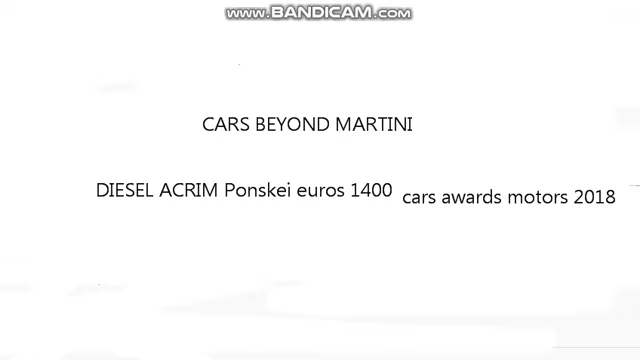 www.BANDICAM.com
CARS BEYOND MARTINI
DIESEL ACRIM Ponskei euros 1400
cars awards motors 2018